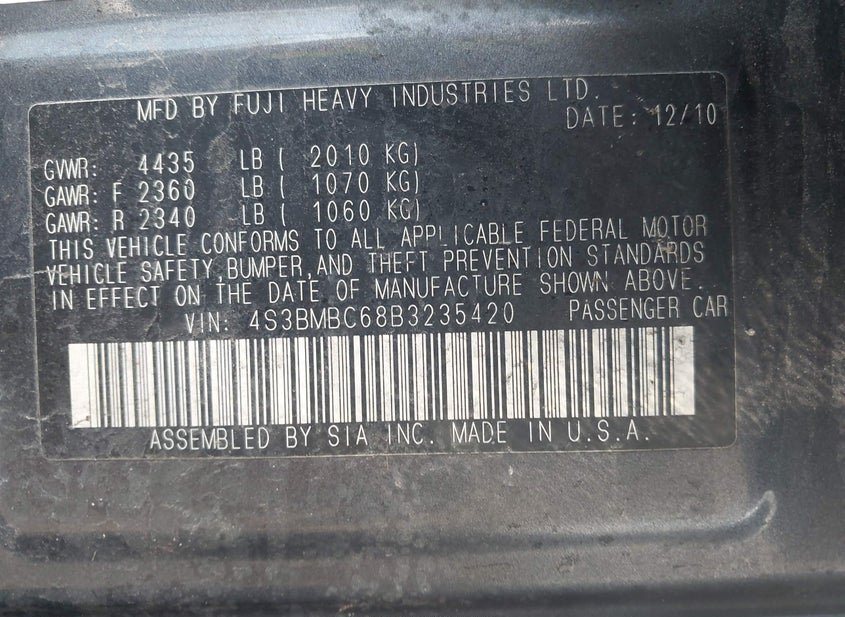 MFD BY FUJI HEAVY INDUSTRIES LTD.
DATE: 12/10
GVWR: 4435 LB ( 2010 KG)
GAWR: F 2360 LB ( 1070 KG)
GAWR: R 2340 LB ( 1060 KG)
THIS VEHICLE CONFORMS TO ALL APPLICABLE FEDERAL MOTOR
VEHICLE SAFETY,BUMPER,AND THEFT PREVENTION STANDARDS
IN EFFECT ON THE DATE OF MANUFACTURE SHOWN ABOVE.
VIN: 4S3BMBC68B3235420 PASSENGER CAR
ASSEMBLED BY SIA INC. MADE IN U.S.A.